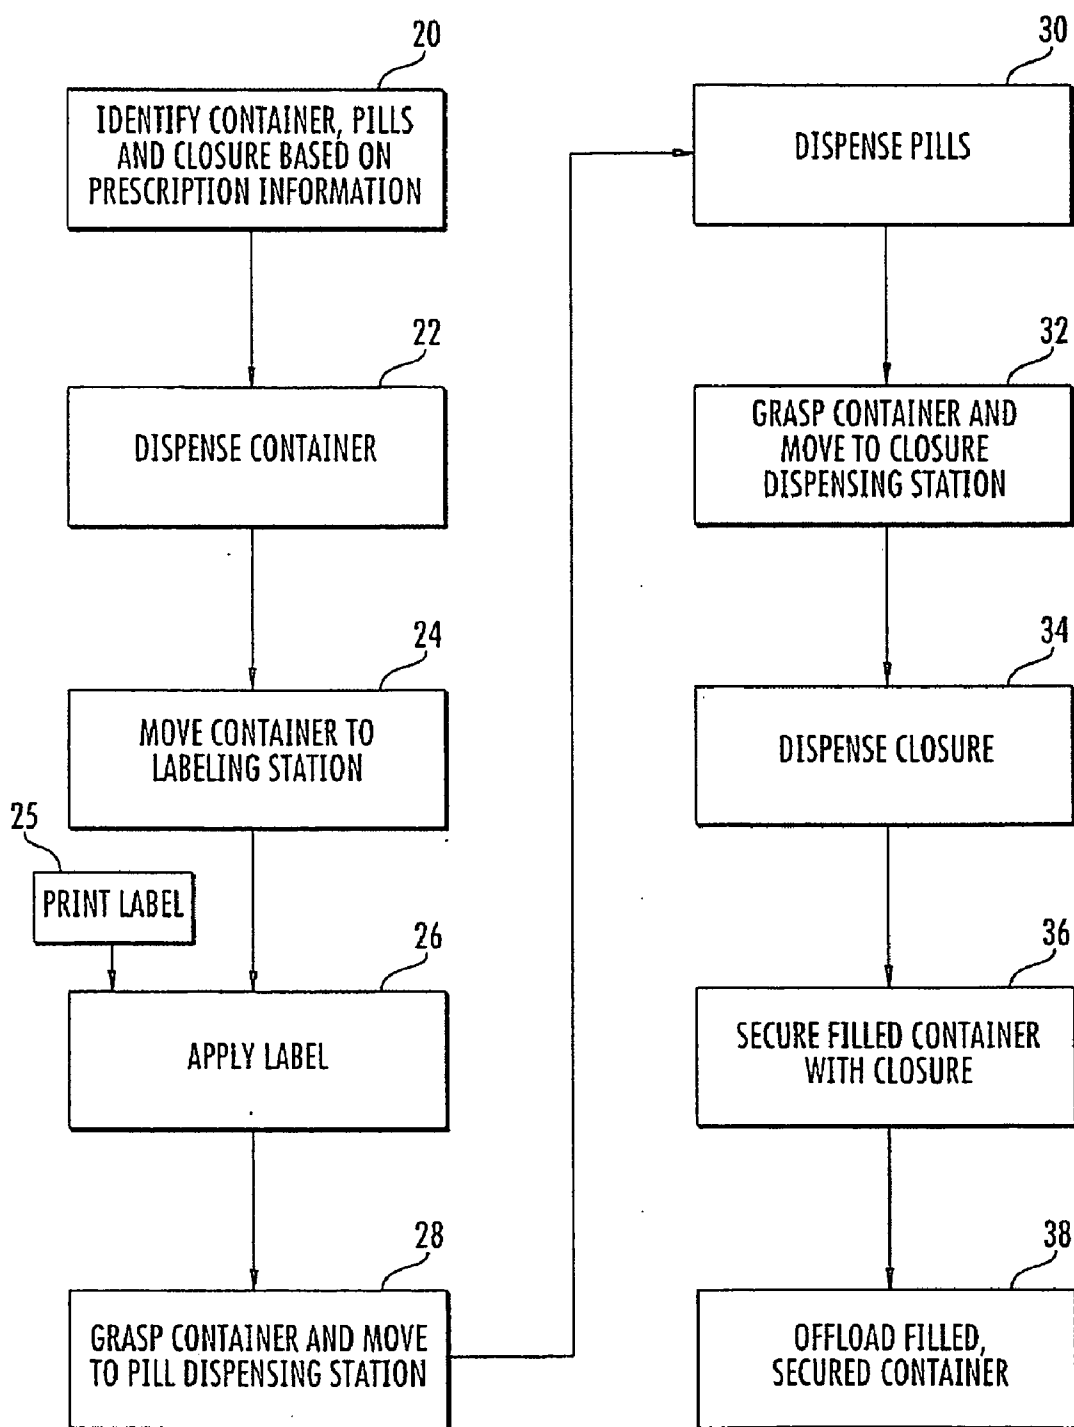 20
IDENTIFY CONTAINER, PILLS
AND CLOSURE BASED ON
PRESCRIPTION INFORMATION
22
DISPENSE CONTAINER
24
MOVE CONTAINER TO
LABELING STATION
25
PRINT LABEL
26
APPLY LABEL
28
GRASP CONTAINER AND MOVE
TO PILL DISPENSING STATION
30
DISPENSE PILLS
32
GRASP CONTAINER AND
MOVE TO CLOSURE
DISPENSING STATION
34
DISPENSE CLOSURE
36
SECURE FILLED CONTAINER
WITH CLOSURE
38
OFFLOAD FILLED,
SECURED CONTAINER